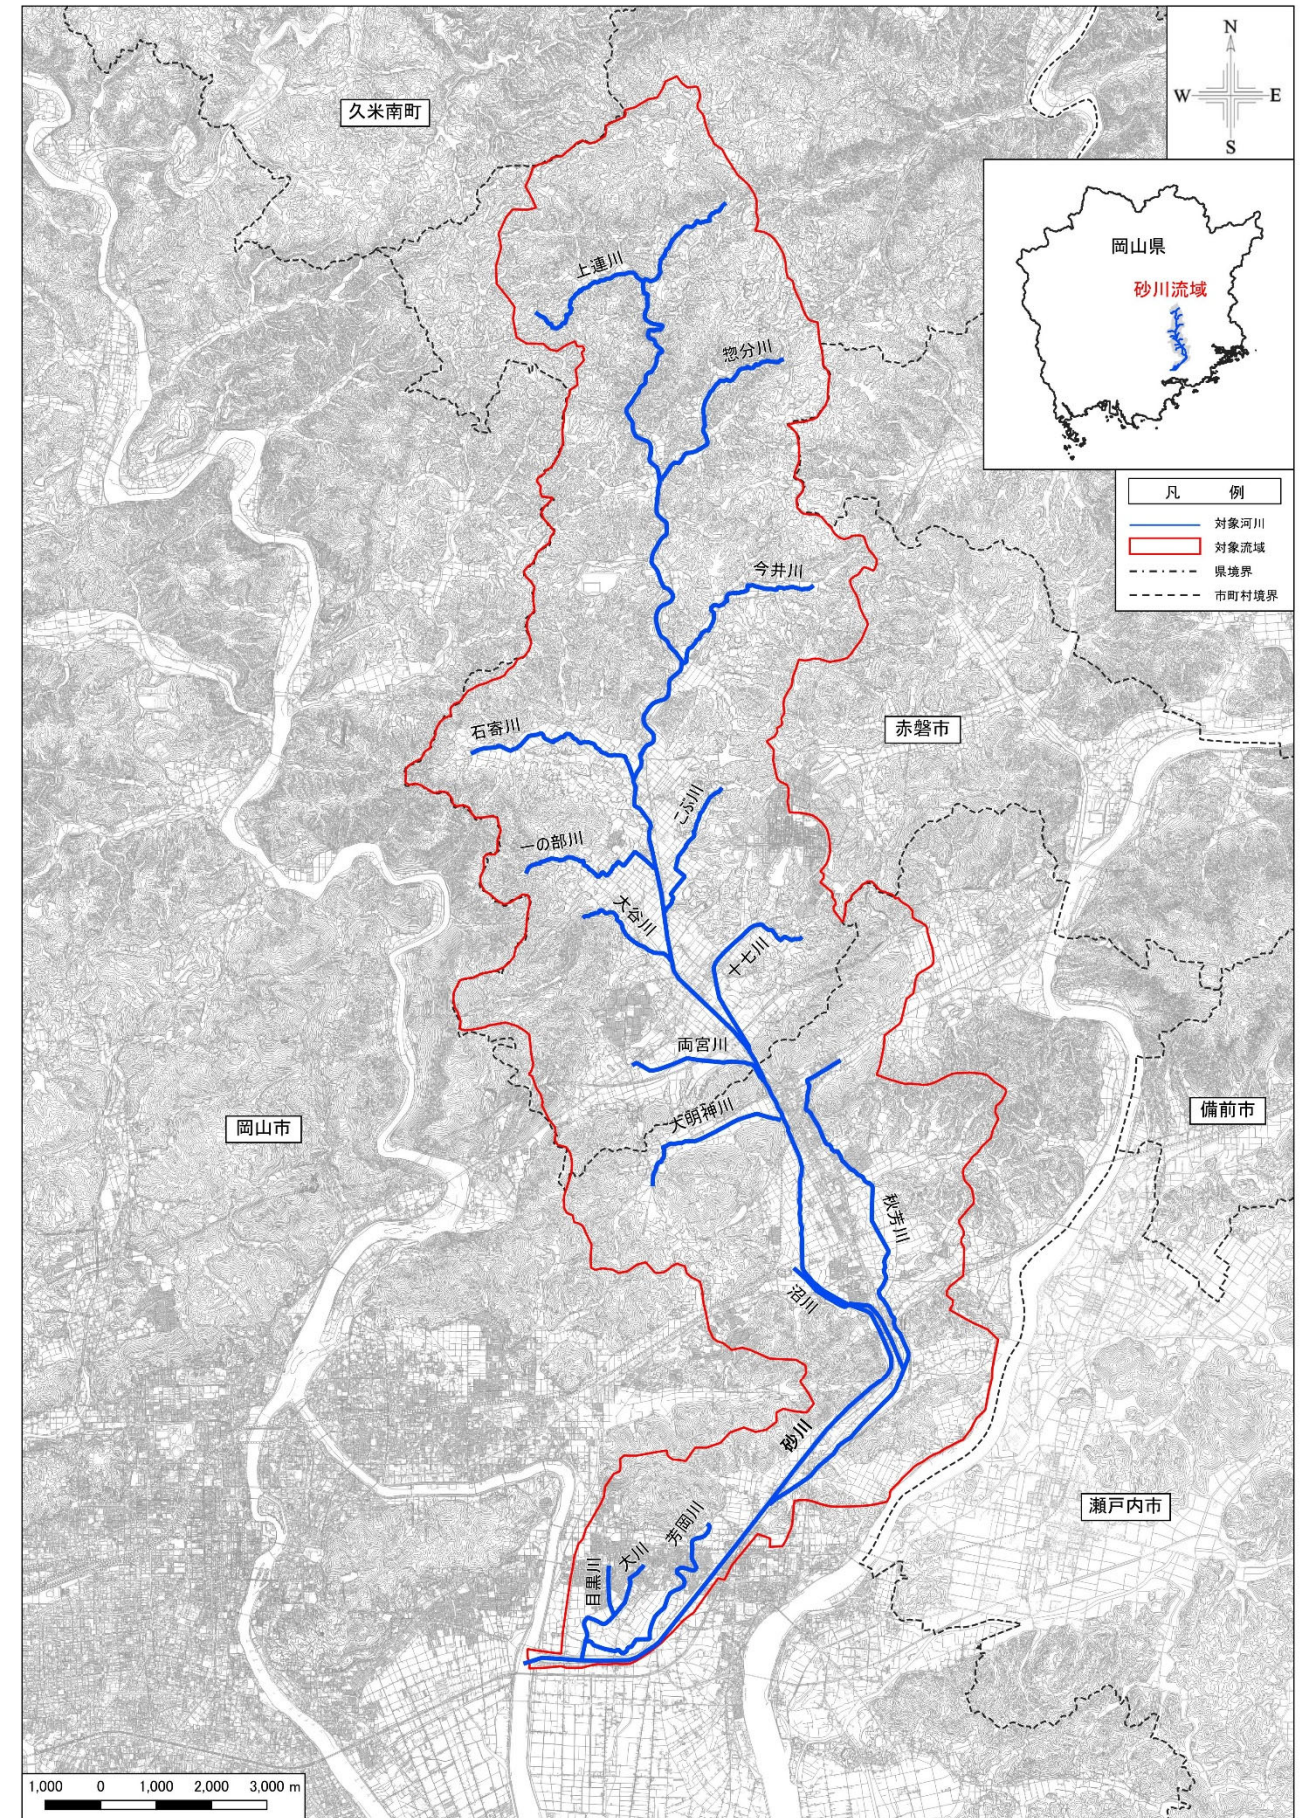 N
W E
S
久米南町
岡山県
砂川流域
上連川
惣分川
凡 例
対象河川
対象流域
県境界
市町村境界
今井川
石寄川
赤磐市
こぶ川
一の部川
大谷川
十七川
両宮川
大明神川
岡山市
備前市
秋芳川
沼川
砂川
瀬戸内市
芳岡川
大川
目黒川
1,000 0 1,000 2,000 3,000 m